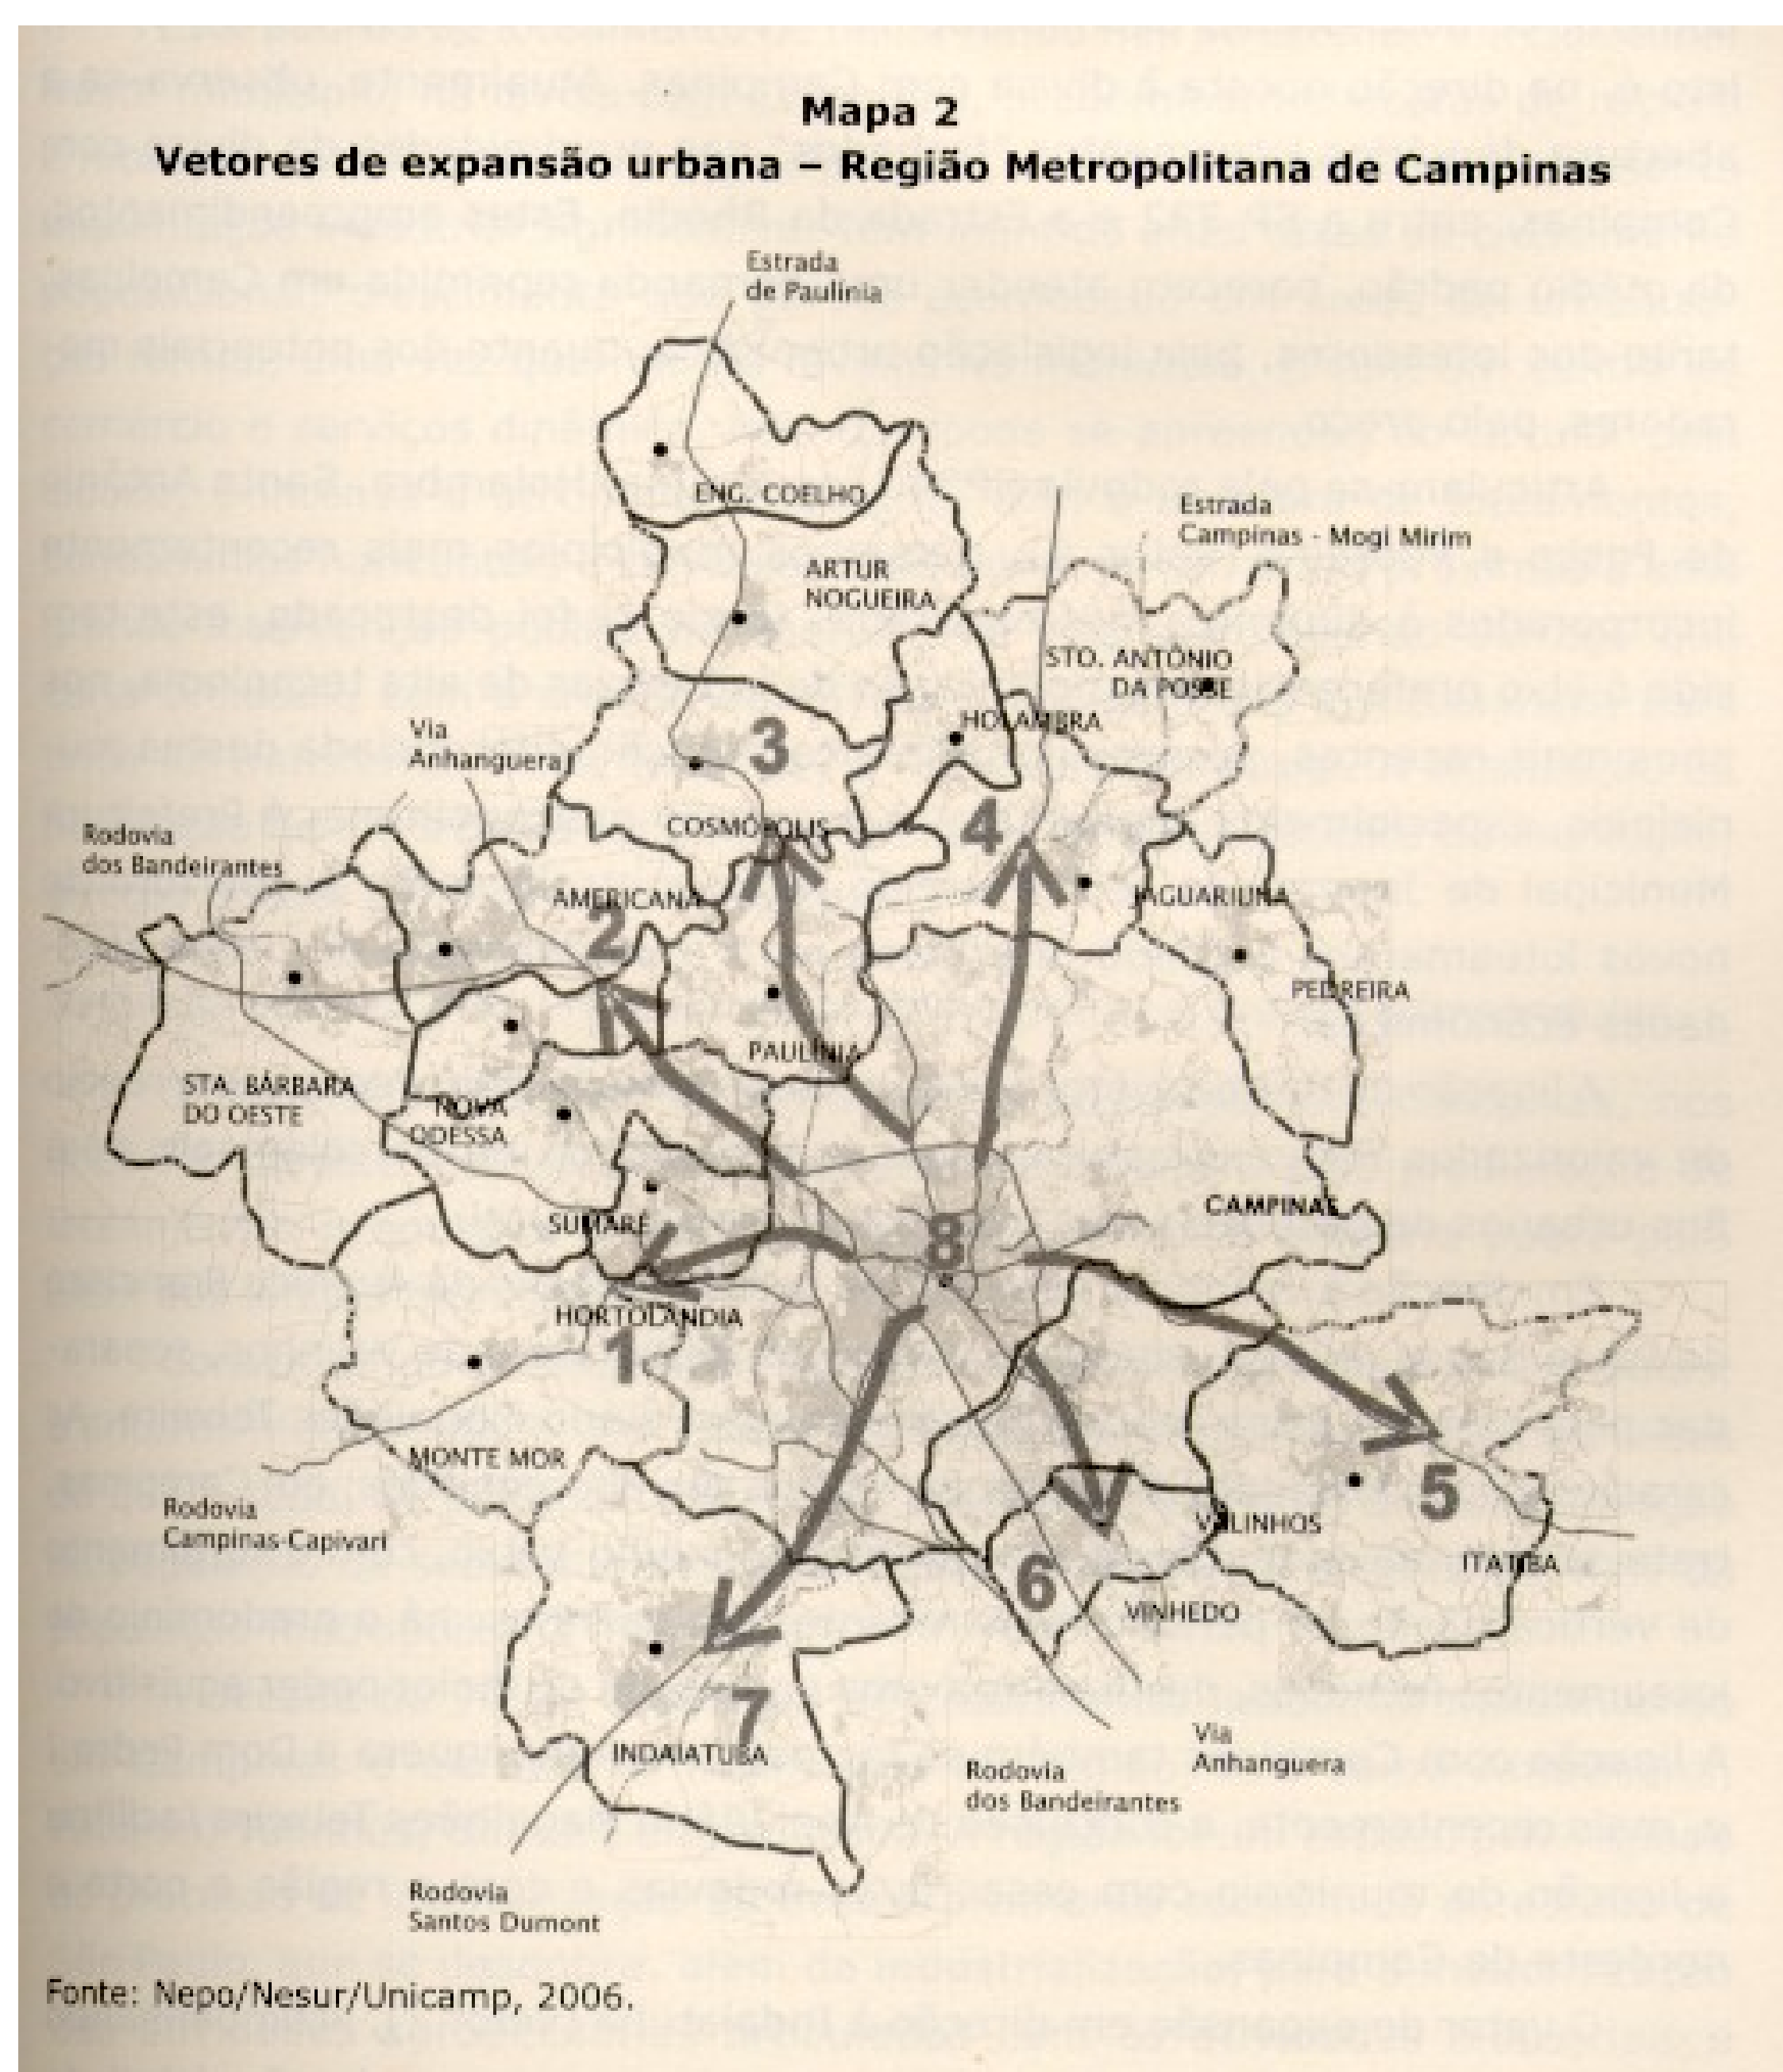 Mapa 2
Vetores de expansão urbana – Região Metropolitana de Campinas
Estrada
de Paulínia
ENG. COELHO
Estrada
Campinas - Mogi Mirim
ARTUR
NOGUEIRA
STO. ANTÔNIO
DA POSSE
HOLAMBRA
Via
Anhanguera
3
4
COSMÓPOLIS
Rodovia
dos Bandeirantes
AMERICANA
JAGUARIUNA
2
PEDREIRA
PAULÍNIA
STA. BÁRBARA
DO OESTE
NOVA
ODESSA
CAMPINAS
SUMARÉ
8
HORTOLÂNDIA
1
MONTE MOR
5
Rodovia
Campinas-Capivari
VALINHOS
ITATIBA
6
VINHEDO
7
INDAIATUBA
Via
Anhanguera
Rodovia
dos Bandeirantes
Rodovia
Santos Dumont
Fonte: Nepo/Nesur/Unicamp, 2006.